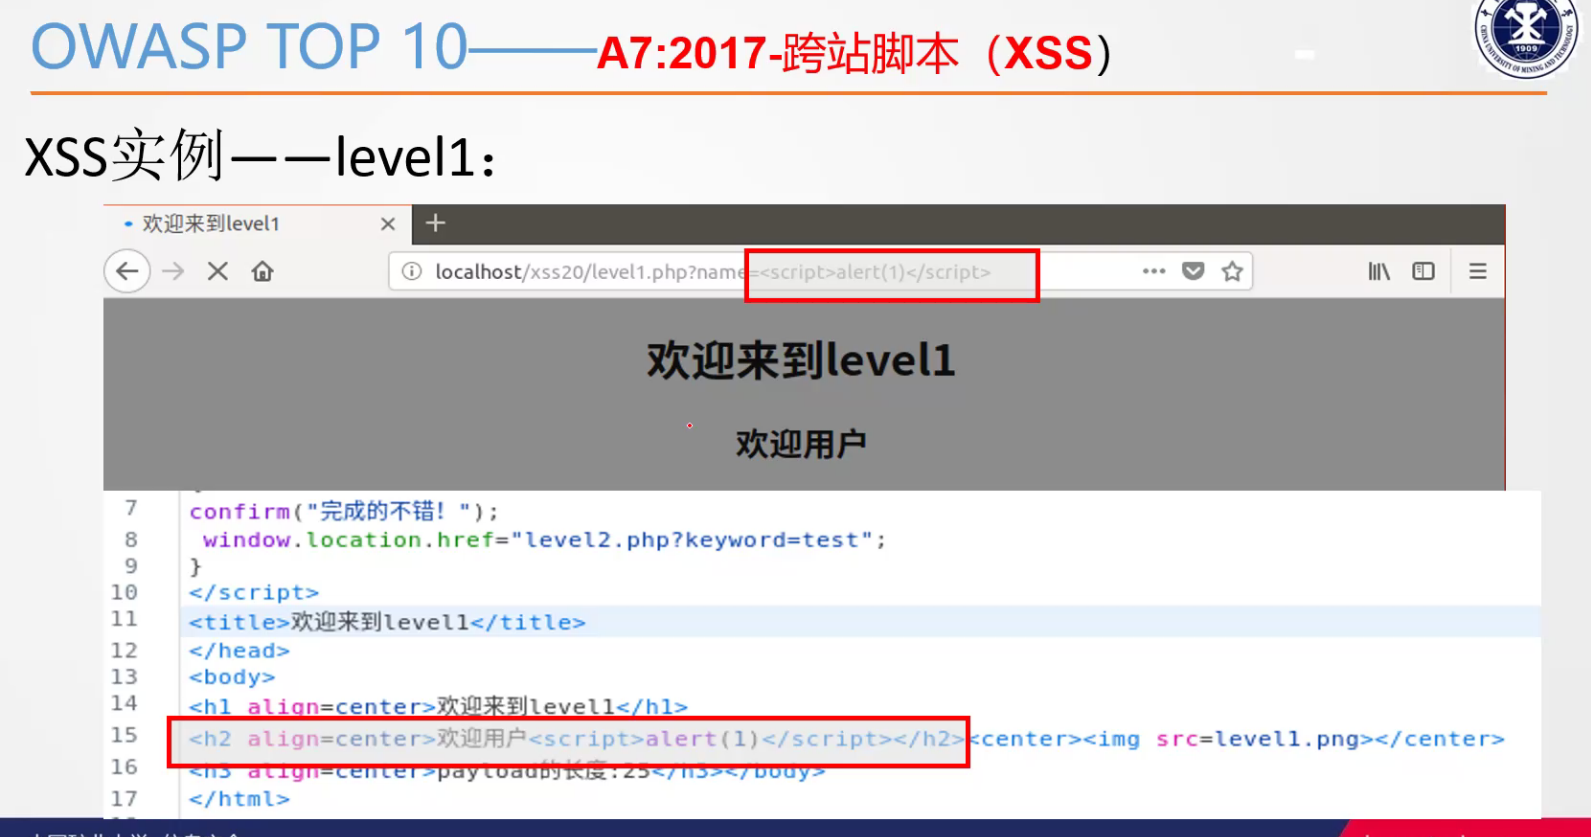 OWASP TOP 10——A7:2017-跨站脚本（XSS）
CHINA UNIVERSITY OF MINING AND TECHNOLOGY
1909
XSS实例——level1：
欢迎来到level1
localhost/xss20/level1.php?name=<script>alert(1)</script>
欢迎来到level1
欢迎用户
7 confirm("完成的不错！");
8 window.location.href="level2.php?keyword=test";
9 }
10 </script>
11 <title>欢迎来到level1</title>
12 </head>
13 <body>
14 <h1 align=center>欢迎来到level1</h1>
15 <h2 align=center>欢迎用户<script>alert(1)</script></h2><center><img src=level1.png></center>
16 <h3 align=center>payload的长度:25</h3></body>
17 </html>